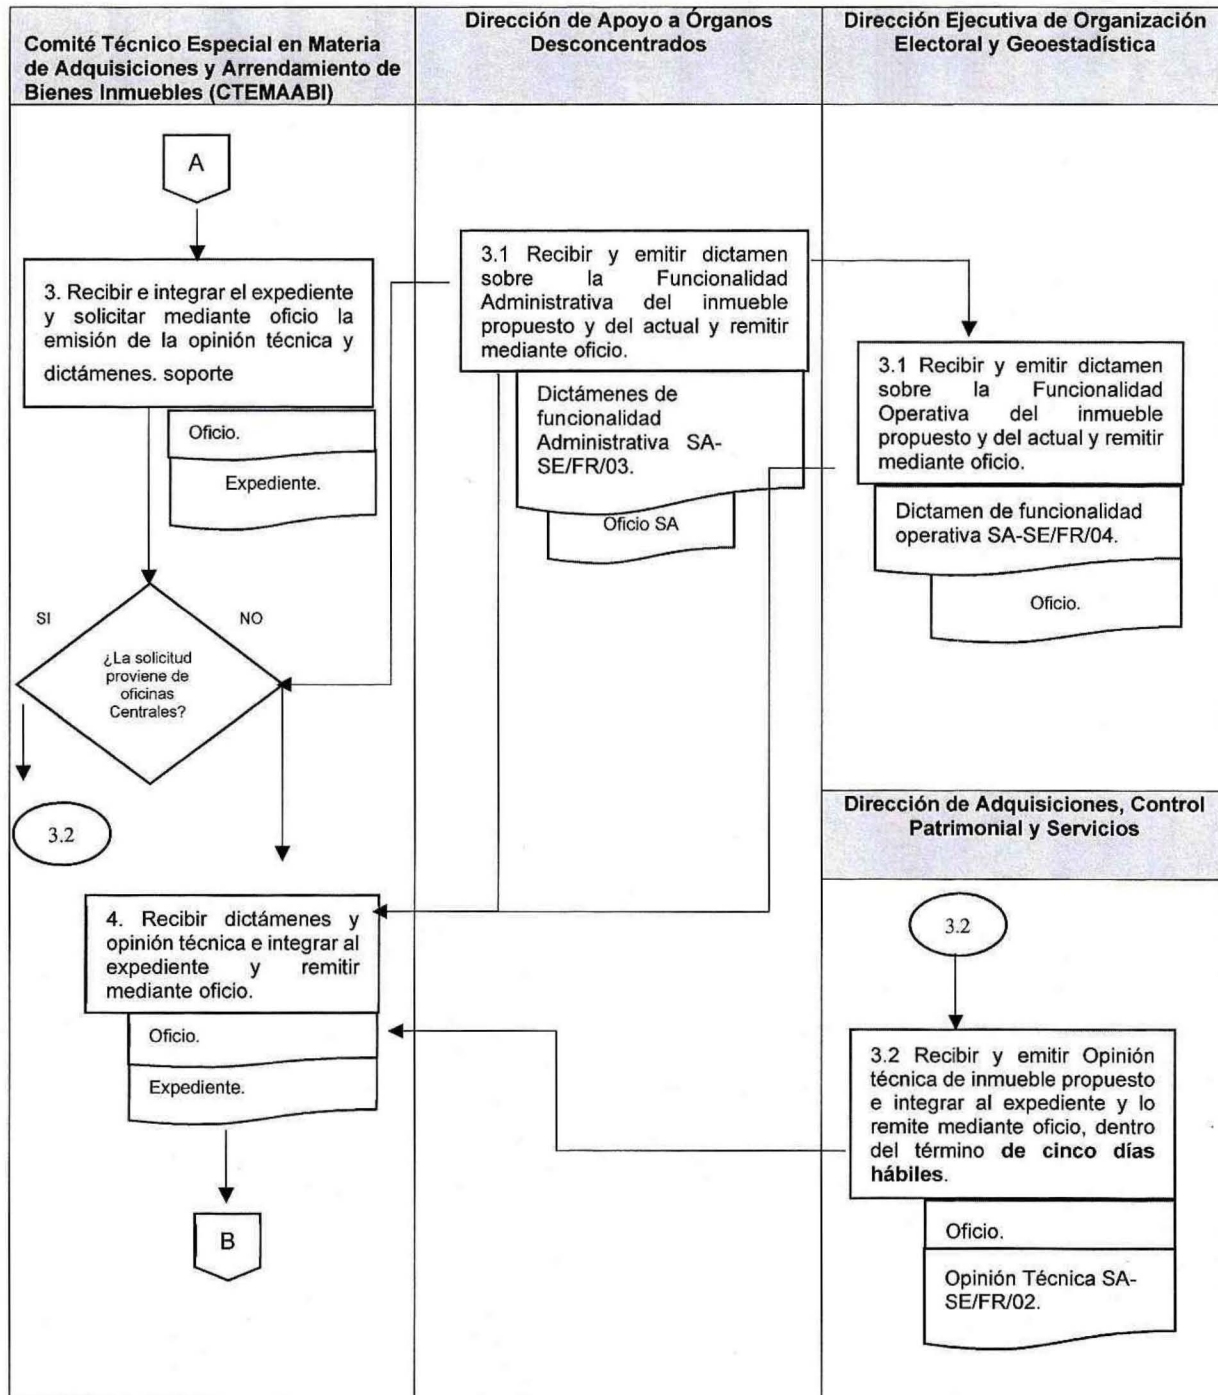 Comité Técnico Especial en Materia
de Adquisiciones y Arrendamiento de
Bienes Inmuebles (CTEMAABI)
Dirección de Apoyo a Órganos
Desconcentrados
Dirección Ejecutiva de Organización
Electoral y Geoestadística
A
3. Recibir e integrar el expediente
y solicitar mediante oficio la
emisión de la opinión técnica y
dictámenes. soporte
Oficio.
Expediente.
SI
NO
¿La solicitud
proviene de
oficinas
Centrales?
3.2
4. Recibir dictámenes y
opinión técnica e integrar al
expediente y remitir
mediante oficio.
Oficio.
Expediente.
B
3.1 Recibir y emitir dictamen
sobre la Funcionalidad
Administrativa del inmueble
propuesto y del actual y remitir
mediante oficio.
Dictámenes de
funcionalidad
Administrativa SA-
SE/FR/03.
Oficio SA
3.1 Recibir y emitir dictamen
sobre la Funcionalidad
Operativa del inmueble
propuesto y del actual y remitir
mediante oficio.
Dictamen de funcionalidad
operativa SA-SE/FR/04.
Oficio.
Dirección de Adquisiciones, Control
Patrimonial y Servicios
3.2
3.2 Recibir y emitir Opinión
técnica de inmueble propuesto
e integrar al expediente y lo
remite mediante oficio, dentro
del término de cinco días
hábiles.
Oficio.
Opinión Técnica SA-
SE/FR/02.